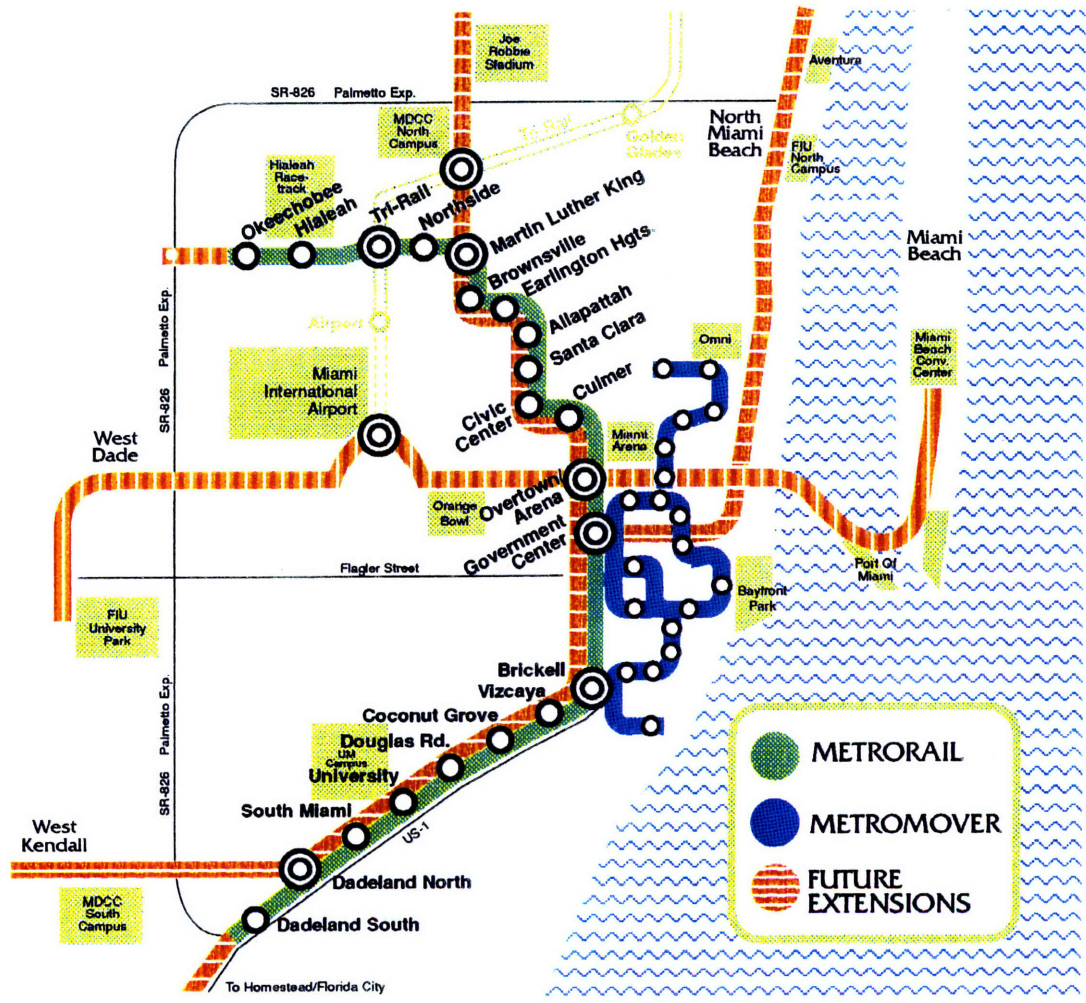 Joe
Robbie
Stadium
Aventura
SR-826 Palmetto Exp.
MDCC
North
Campus
Tri-Rail
Golden
Glades
North
Miami
Beach
FIU
North
Campus
Hialeah
Race-
track
Okeechobee
Hialeah
Tri-Rail
Northside
Martin Luther King
Brownsville
Earlington Hgts.
Miami
Beach
Palmetto Exp.
SR-826
Airport
Allapattah
Santa Clara
Omni
Miami
Beach
Conv.
Center
Miami
International
Airport
Culmer
Civic
Center
West
Dade
Miami
Arena
Orange
Bowl
Overtown/
Arena
Government
Center
Flagler Street
Port Of
Miami
Bayfront
Park
FIU
University
Park
Brickell
Vizcaya
Coconut Grove
Douglas Rd.
UM
Campus
University
South Miami
SR-826 Palmetto Exp.
US-1
West
Kendall
Dadeland North
MDCC
South
Campus
Dadeland South
To Homestead/Florida City
METRORAIL
METROMOVER
FUTURE
EXTENSIONS